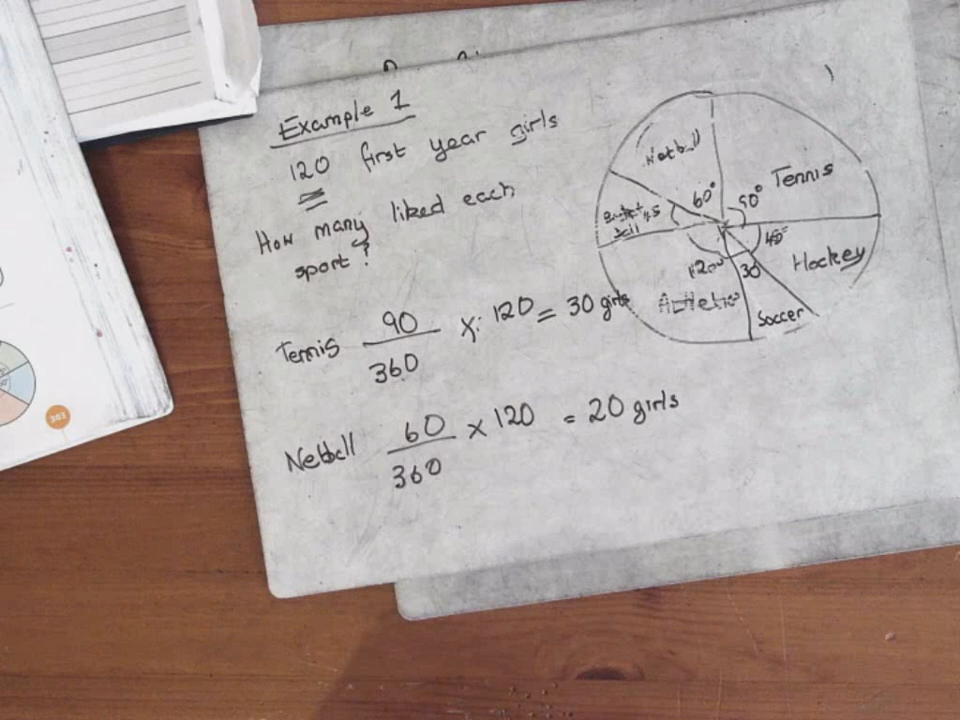 Example 1
120 first year girls
How many liked each
sport?
Tennis 90/360 x 120 = 30 girls
Netball 60/360 x 120 = 20 girls
Netball
60°
Tennis
45
45°
Hockey
120°
30
Athletics
Soccer
303